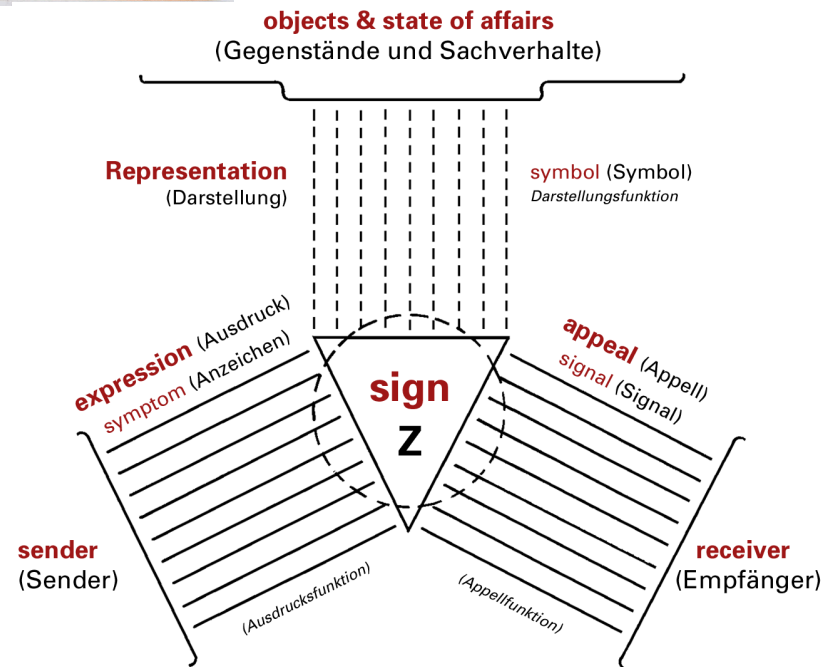 objects & state of affairs
(Gegenstände und Sachverhalte)
Representation
(Darstellung)
symbol (Symbol)
Darstellungsfunktion
expression (Ausdruck)
symptom (Anzeichen)
appeal (Appell)
signal (Signal)
sign
Z
sender
(Sender)
receiver
(Empfänger)
(Ausdrucksfunktion)
(Appellfunktion)